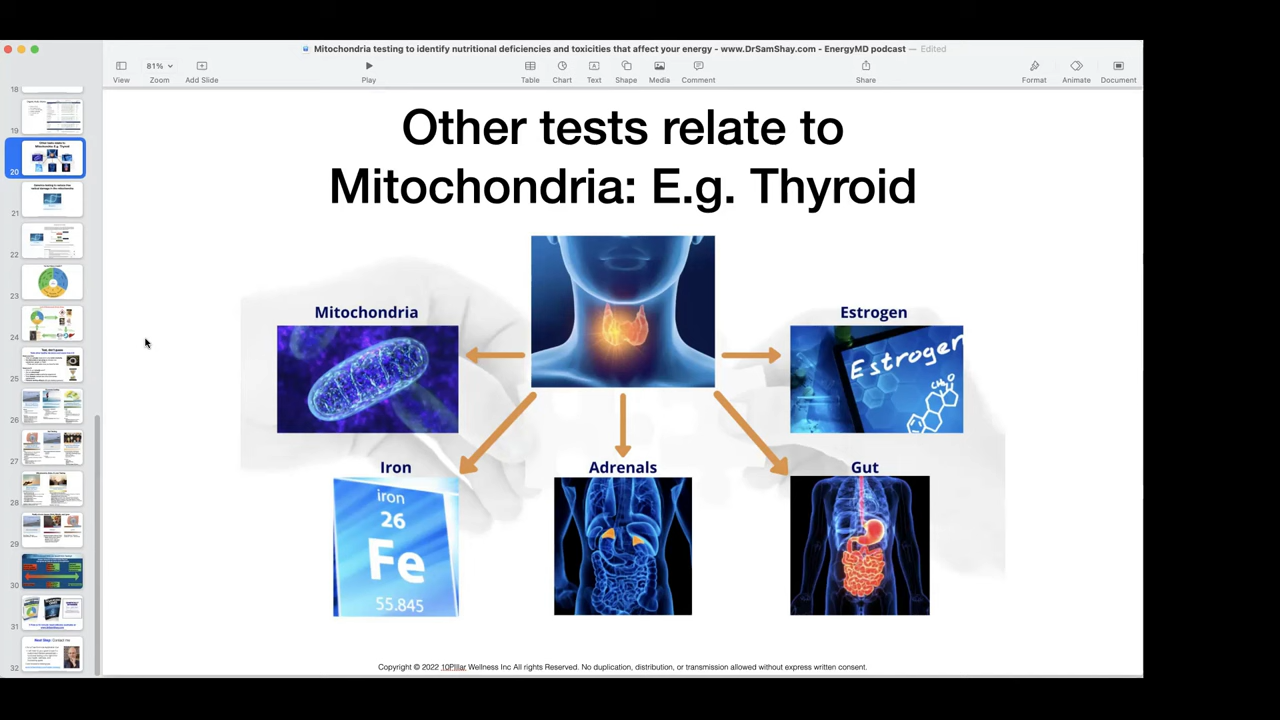 Mitochondria testing to identify nutritional deficiencies and toxicities that affect your energy - www.DrSamShay.com - EnergyMD podcast — Edited
81%
View Zoom Add Slide Play Table Chart Text Shape Media Comment Share Format Animate Document
18
19
20
21
22
23
24
25
26
27
28
29
30
31
32
Other tests relate to
Mitochondria: E.g. Thyroid
Mitochondria
Estrogen
Estrogen
CH₃O
Iron
Adrenals
Gut
iron
26
Fe
55.845
Copyright © 2022 10Pillar Wellness Inc All rights Reserved. No duplication, distribution, or transmission allowed without express written consent.